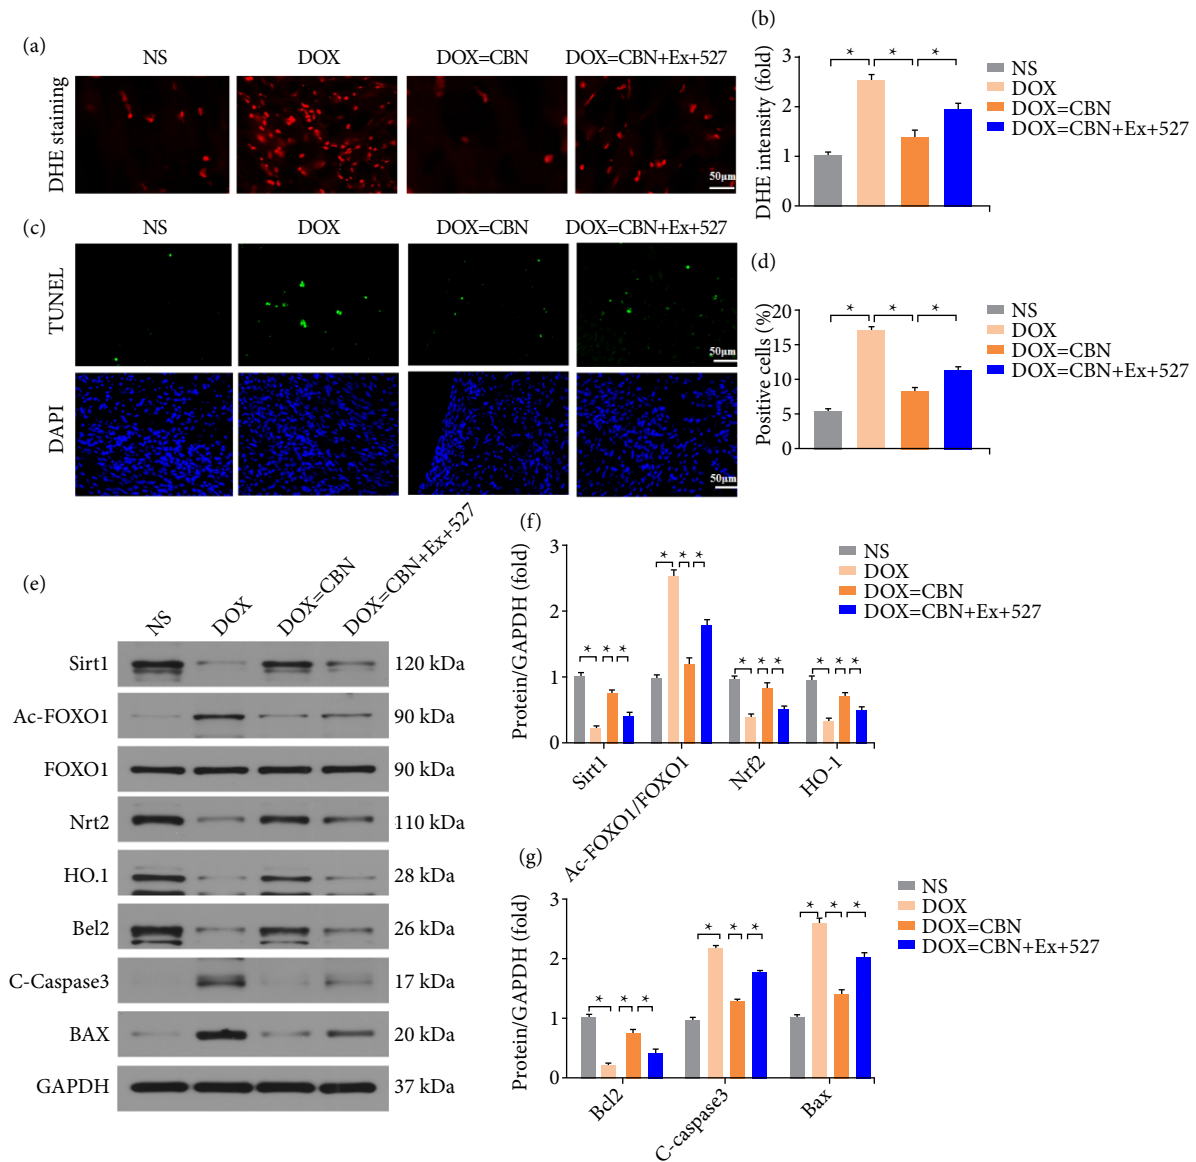 (a)
NS DOX DOX=CBN DOX=CBN+Ex+527
DHE staining
50μm
(b)
DHE intensity (fold)
3
2
1
0
* * *
NS
DOX
DOX=CBN
DOX=CBN+Ex+527
(c)
NS DOX DOX=CBN DOX=CBN+Ex+527
TUNEL
50μm
DAPI
50μm
(d)
Positive cells (%)
20
15
10
5
0
* * *
NS
DOX
DOX=CBN
DOX=CBN+Ex+527
(e)
NS DOX DOX=CBN DOX=CBN+Ex+527
Sirt1 120 kDa
Ac-FOXO1 90 kDa
FOXO1 90 kDa
Nrt2 110 kDa
HO.1 28 kDa
Bel2 26 kDa
C-Caspase3 17 kDa
BAX 20 kDa
GAPDH 37 kDa
(f)
Protein/GAPDH (fold)
3
2
1
0
* * * * * * * * * * * *
Sirt1 Ac-FOXO1/FOXO1 Nrf2 HO-1
NS
DOX
DOX=CBN
DOX=CBN+Ex+527
(g)
Protein/GAPDH (fold)
3
2
1
0
* * * * * * * * *
Bcl2 C-caspase3 Bax
NS
DOX
DOX=CBN
DOX=CBN+Ex+527